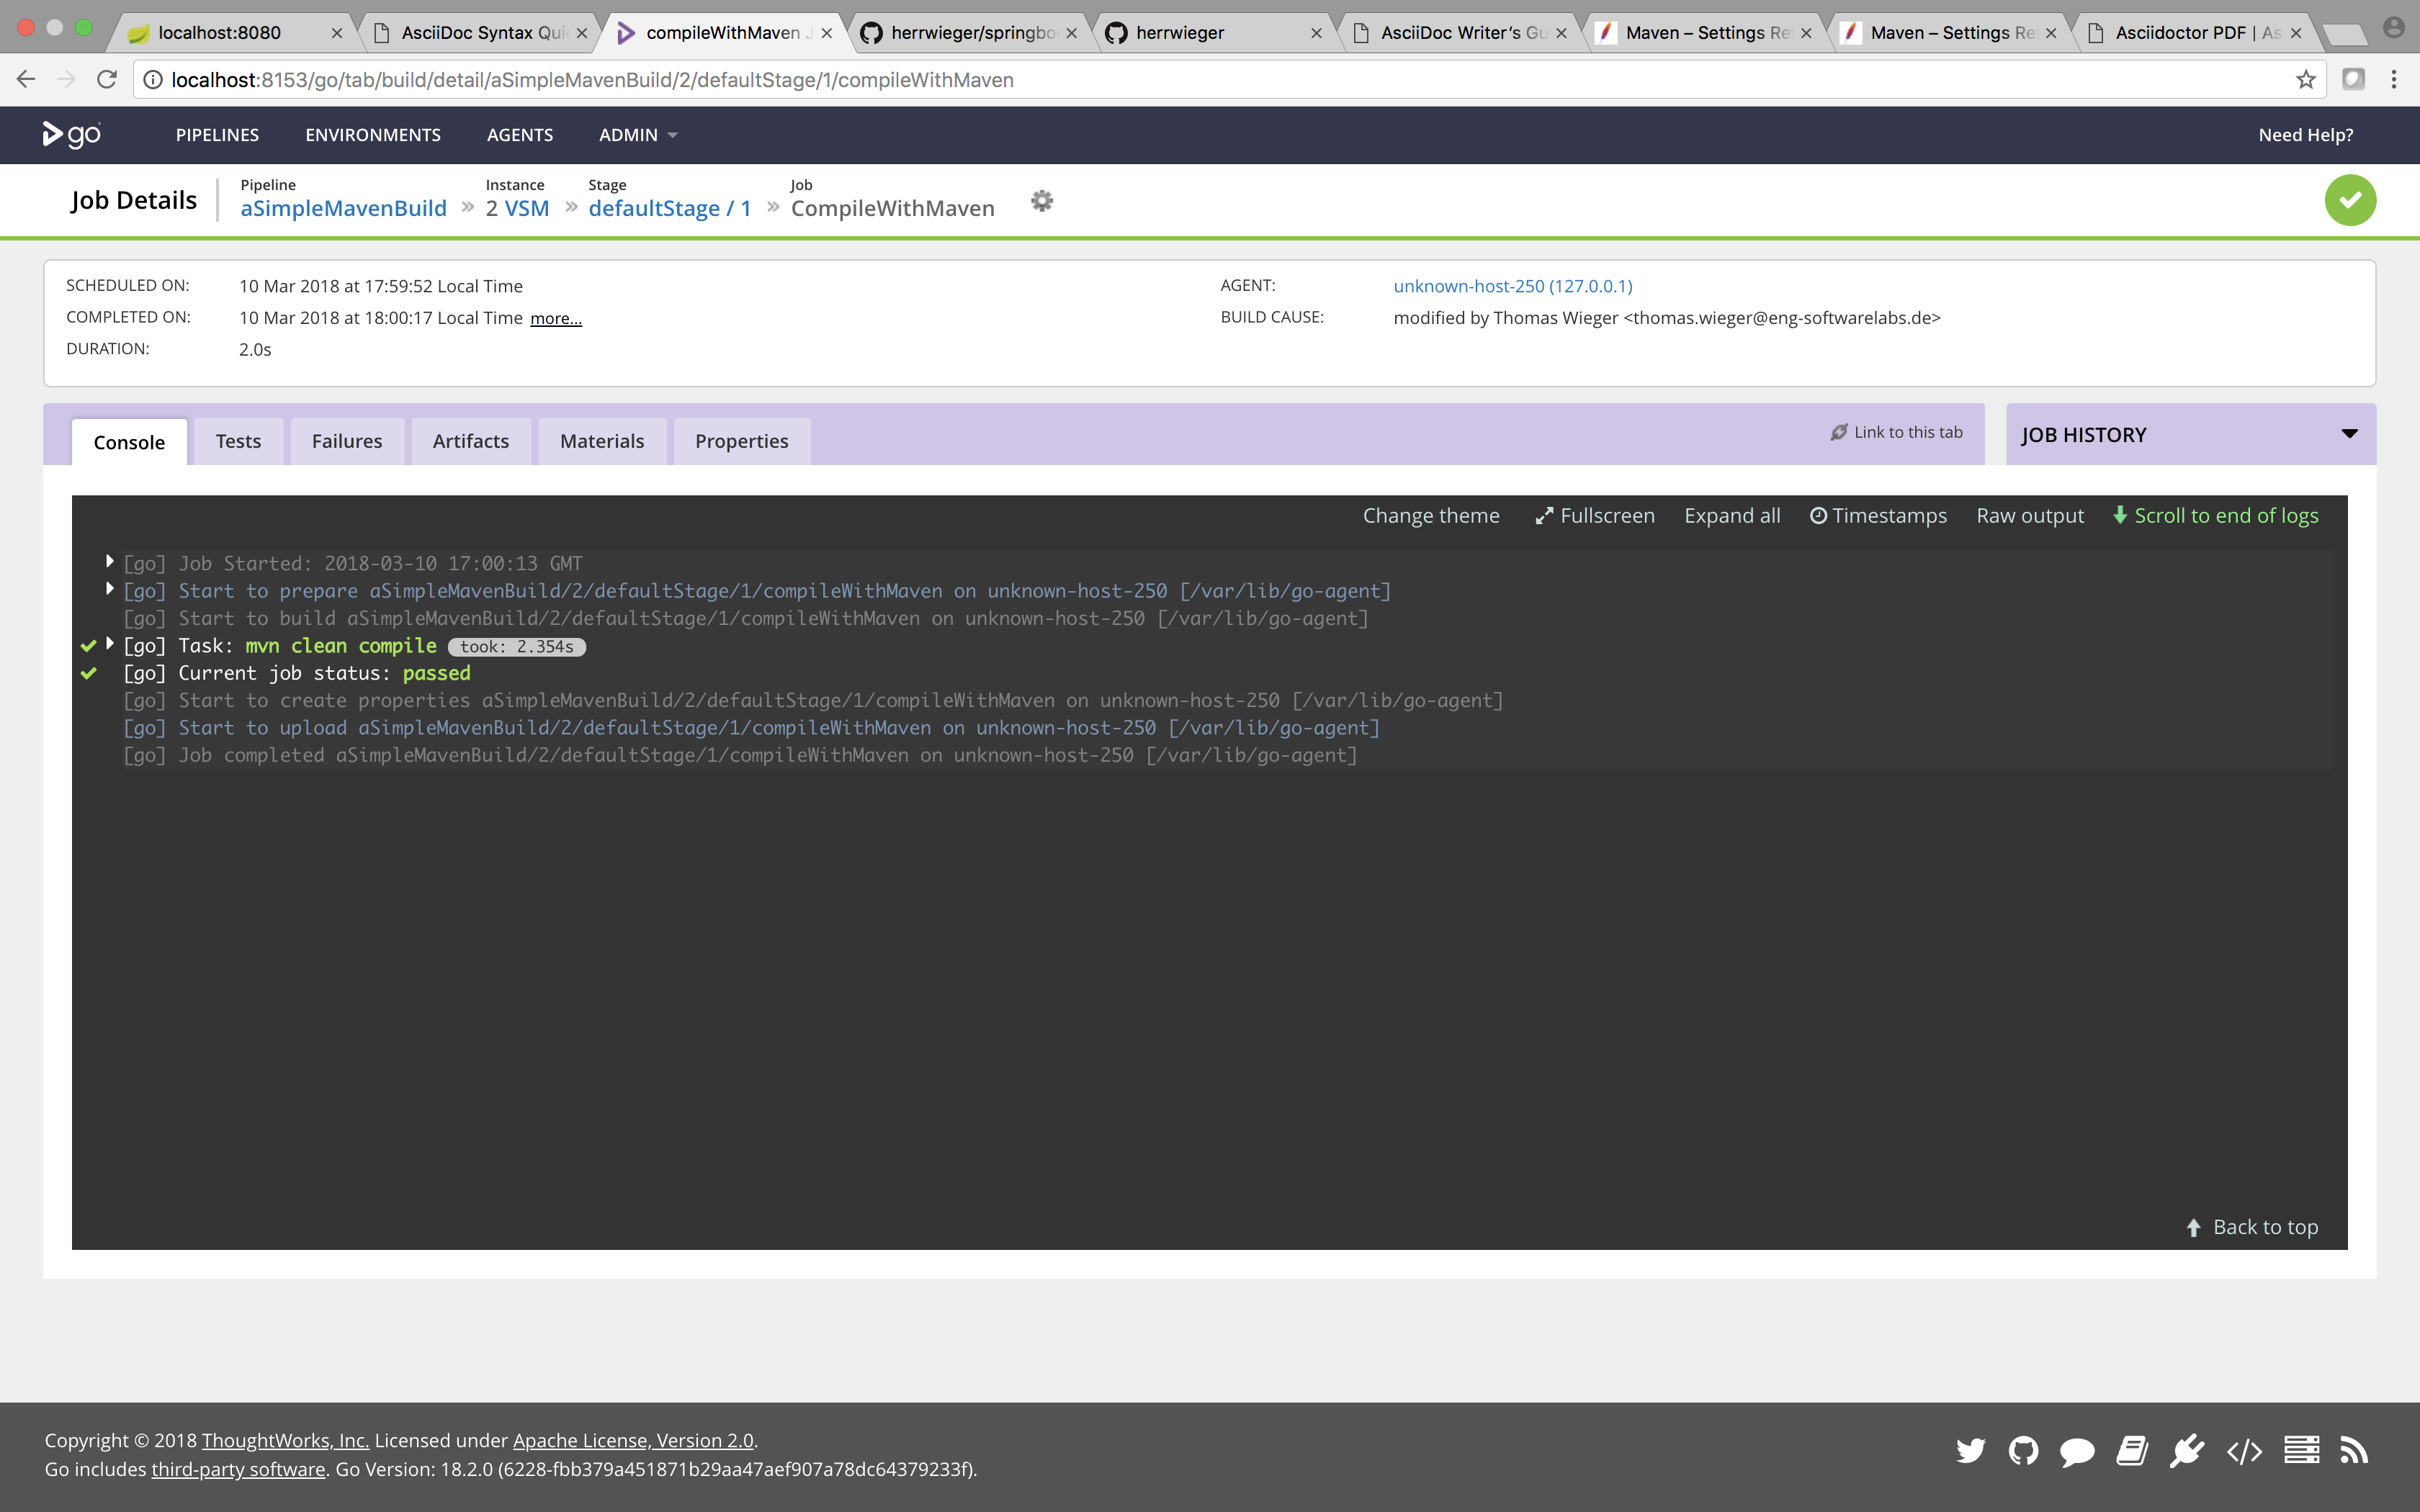 localhost:8080
AsciiDoc Syntax Qui
compileWithMaven J
herrwieger/springbo
herrwieger
AsciiDoc Writer’s Gu
Maven – Settings Re
Maven – Settings Re
Asciidoctor PDF | As
localhost:8153/go/tab/build/detail/aSimpleMavenBuild/2/defaultStage/1/compileWithMaven
go PIPELINES ENVIRONMENTS AGENTS ADMIN Need Help?
Job Details
Pipeline Instance Stage Job
aSimpleMavenBuild » 2 VSM » defaultStage / 1 » CompileWithMaven
SCHEDULED ON: 10 Mar 2018 at 17:59:52 Local Time
COMPLETED ON: 10 Mar 2018 at 18:00:17 Local Time more...
DURATION: 2.0s
AGENT: unknown-host-250 (127.0.0.1)
BUILD CAUSE: modified by Thomas Wieger <thomas.wieger@eng-softwarelabs.de>
Console Tests Failures Artifacts Materials Properties Link to this tab
JOB HISTORY
Change theme Fullscreen Expand all Timestamps Raw output Scroll to end of logs
[go] Job Started: 2018-03-10 17:00:13 GMT
[go] Start to prepare aSimpleMavenBuild/2/defaultStage/1/compileWithMaven on unknown-host-250 [/var/lib/go-agent]
[go] Start to build aSimpleMavenBuild/2/defaultStage/1/compileWithMaven on unknown-host-250 [/var/lib/go-agent]
[go] Task: mvn clean compile took: 2.354s
[go] Current job status: passed
[go] Start to create properties aSimpleMavenBuild/2/defaultStage/1/compileWithMaven on unknown-host-250 [/var/lib/go-agent]
[go] Start to upload aSimpleMavenBuild/2/defaultStage/1/compileWithMaven on unknown-host-250 [/var/lib/go-agent]
[go] Job completed aSimpleMavenBuild/2/defaultStage/1/compileWithMaven on unknown-host-250 [/var/lib/go-agent]
Back to top
Copyright © 2018 ThoughtWorks, Inc. Licensed under Apache License, Version 2.0.
Go includes third-party software. Go Version: 18.2.0 (6228-fbb379a451871b29aa47aef907a78dc64379233f).